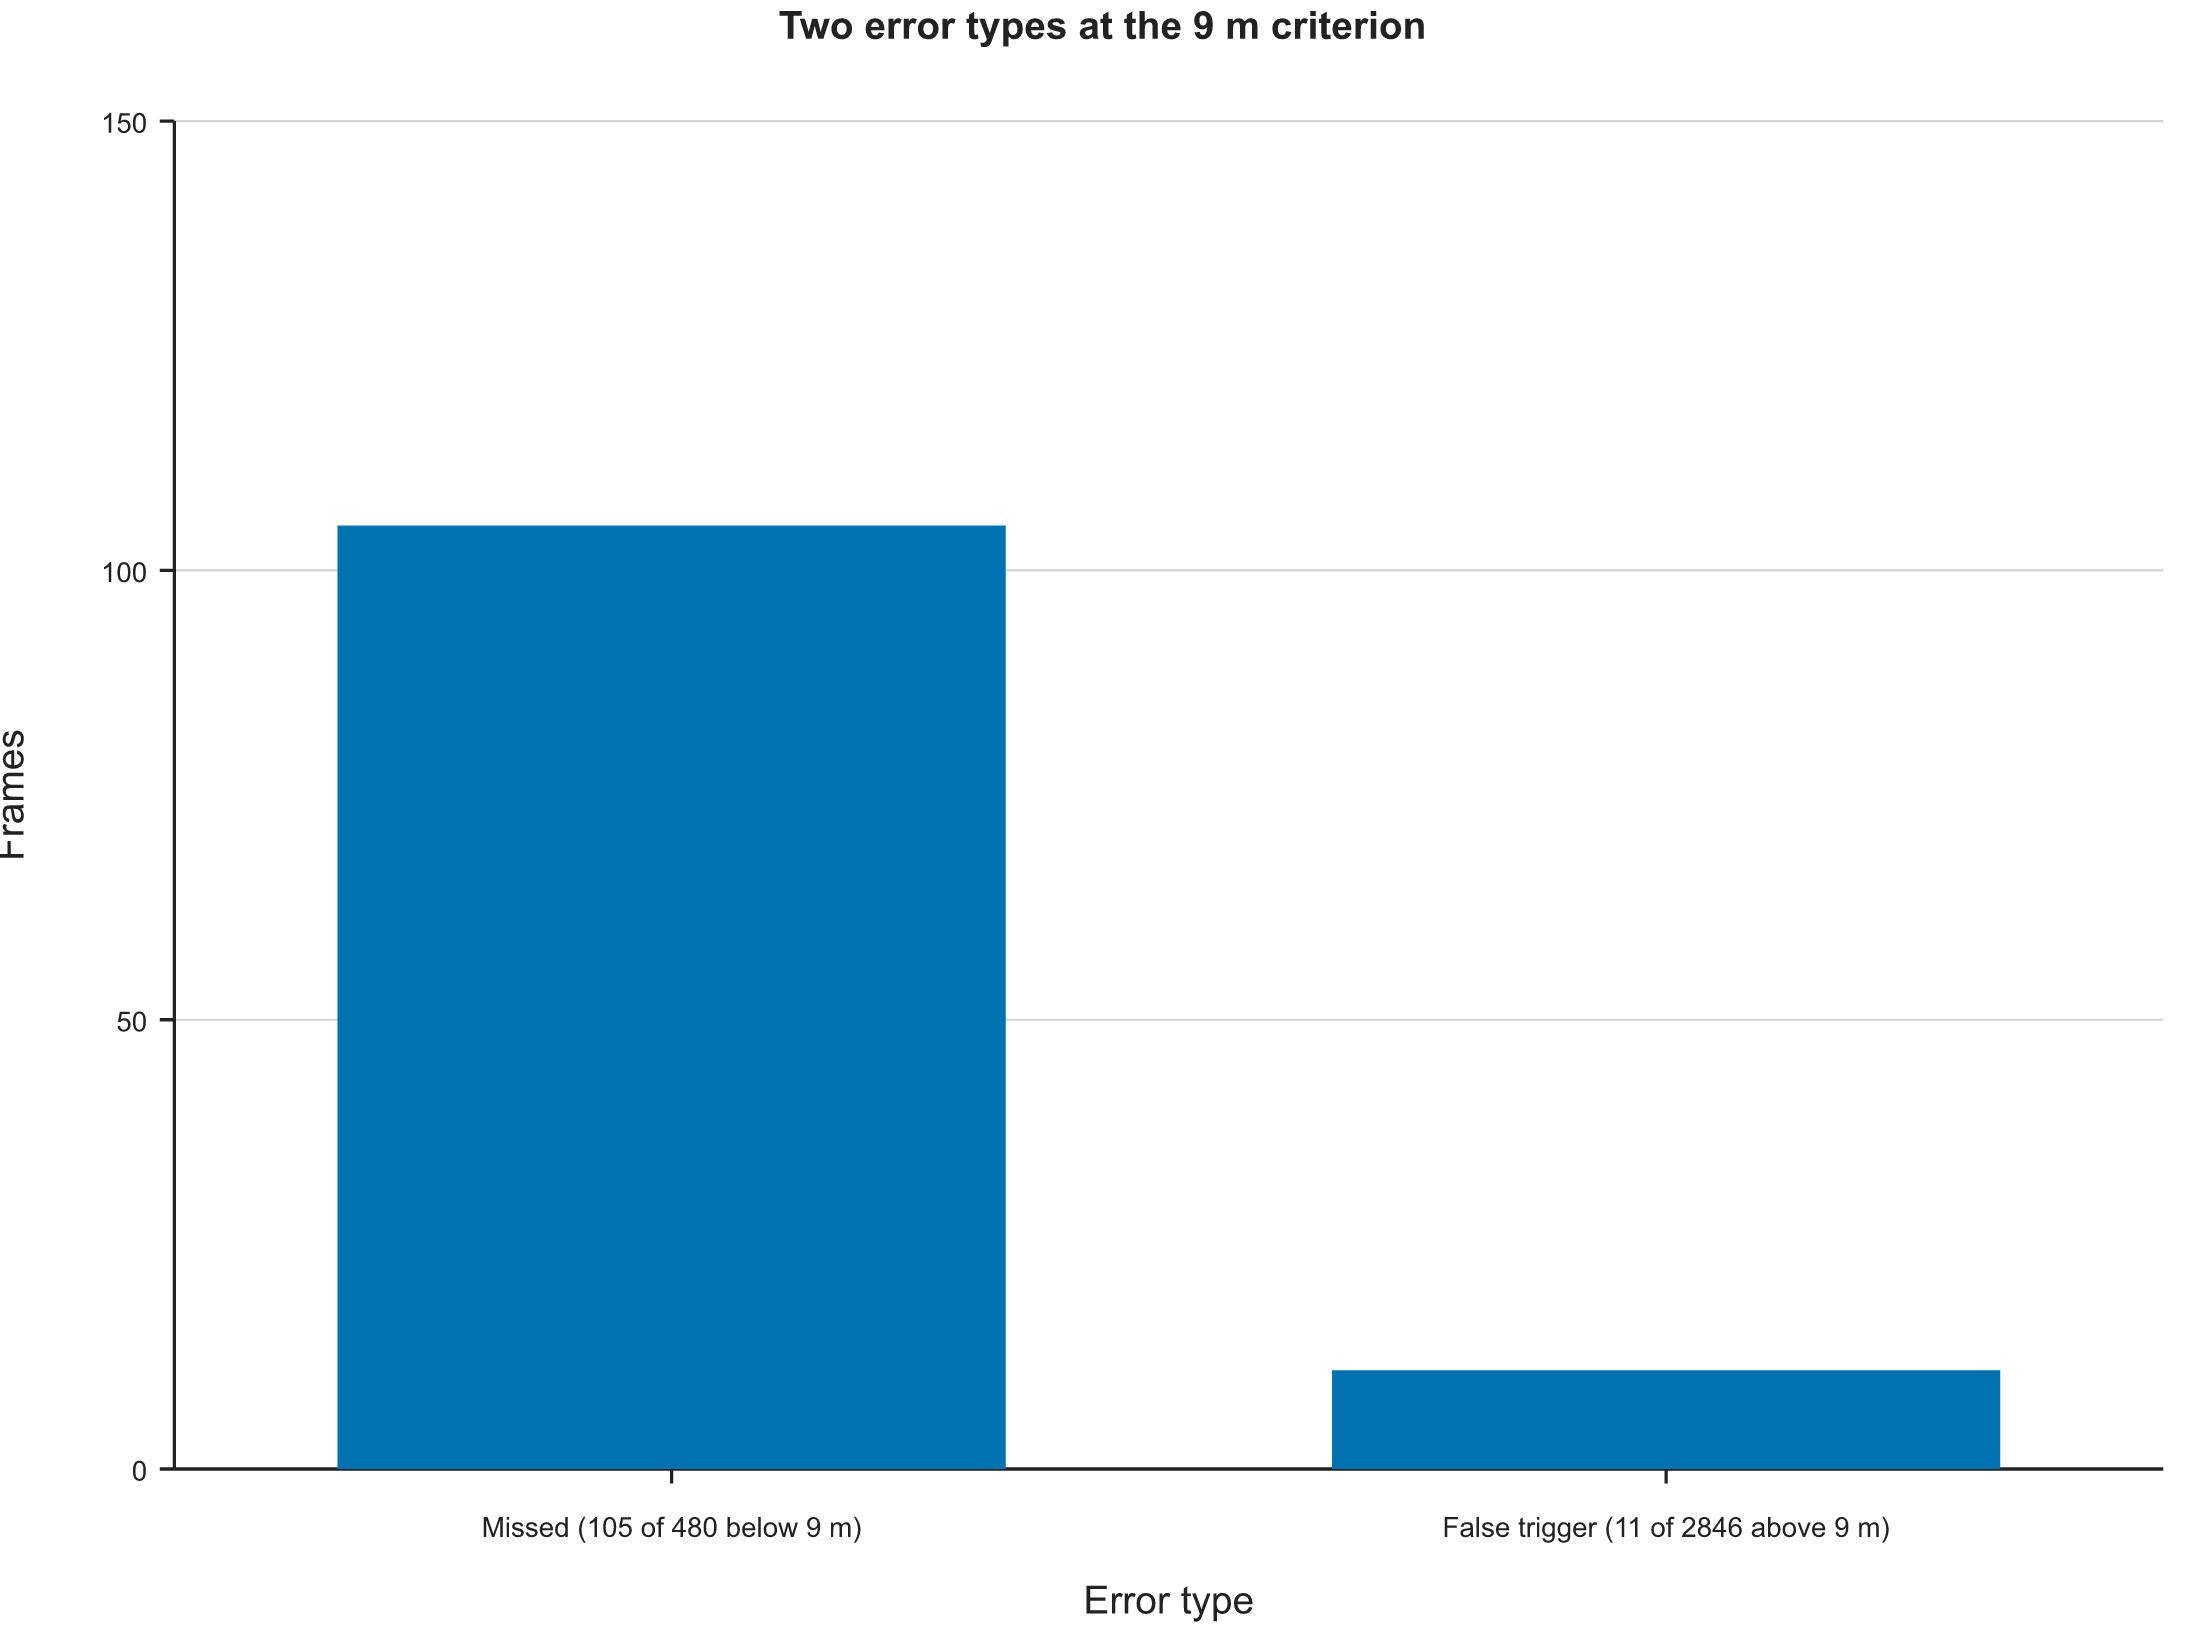 Two error types at the 9 m criterion
150
100
50
0
Frames
Missed (105 of 480 below 9 m)
False trigger (11 of 2846 above 9 m)
Error type